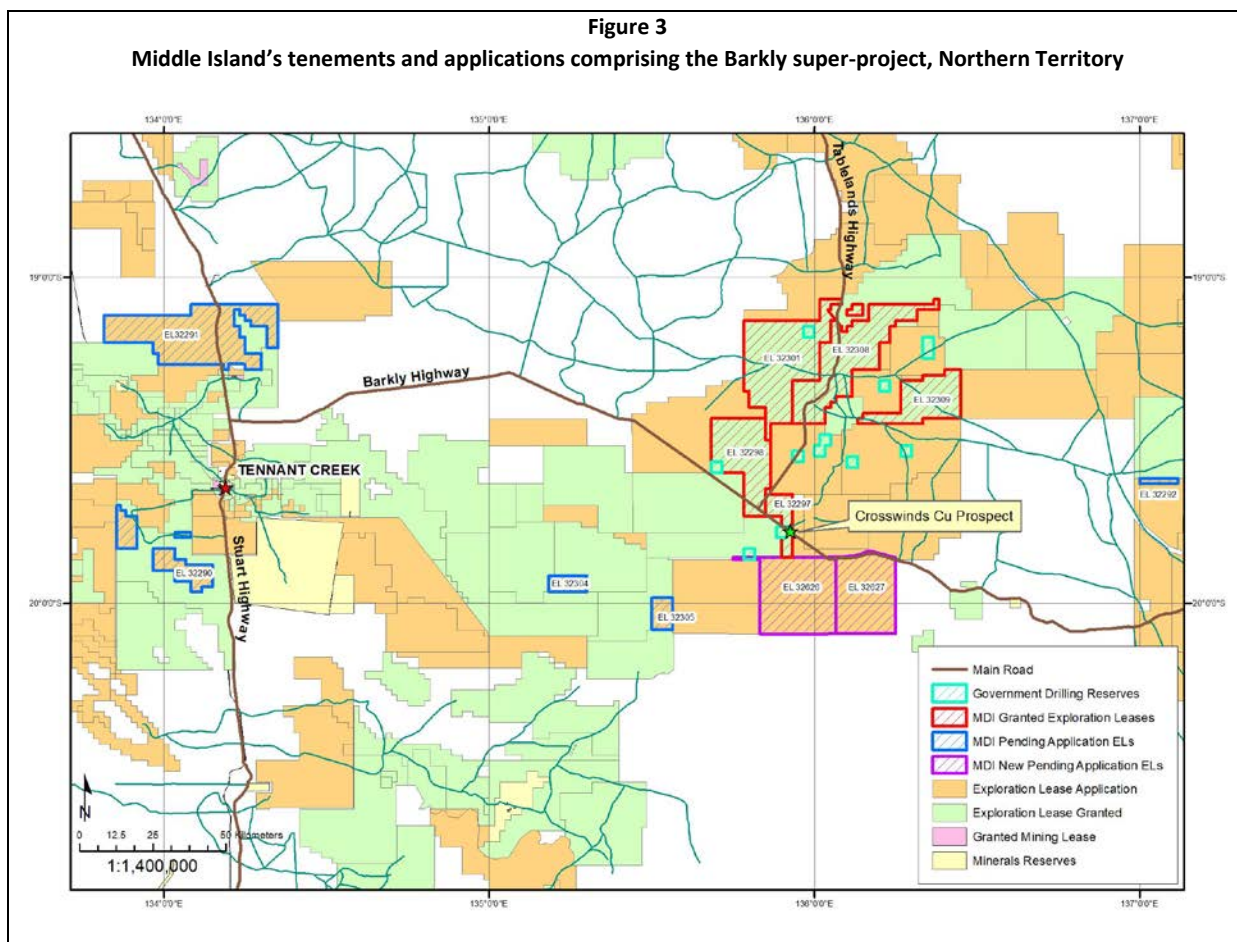 Figure 3
Middle Island's tenements and applications comprising the Barkly super-project, Northern Territory
134°0'0"E
135°0'0"E
136°0'0"E
137°0'0"E
Tablelands Highway
19°0'0"S
19°0'0"S
EL32291
EL 32301
EL 32308
Barkly Highway
EL 32309
EL 32298
TENNANT CREEK
EL 32292
EL 32297
Crosswinds Cu Prospect
Stuart Highway
EL 32290
EL 32304
EL 32626
EL 32627
20°0'0"S
EL 32305
20°0'0"S
Main Road
Government Drilling Reserves
MDI Granted Exploration Leases
MDI Pending Application ELs
MDI New Pending Application ELs
Exploration Lease Application
Exploration Lease Granted
Granted Mining Lease
Minerals Reserves
N
0 12.5 25 50 Kilometers
1:1,400,000
134°0'0"E
135°0'0"E
136°0'0"E
137°0'0"E